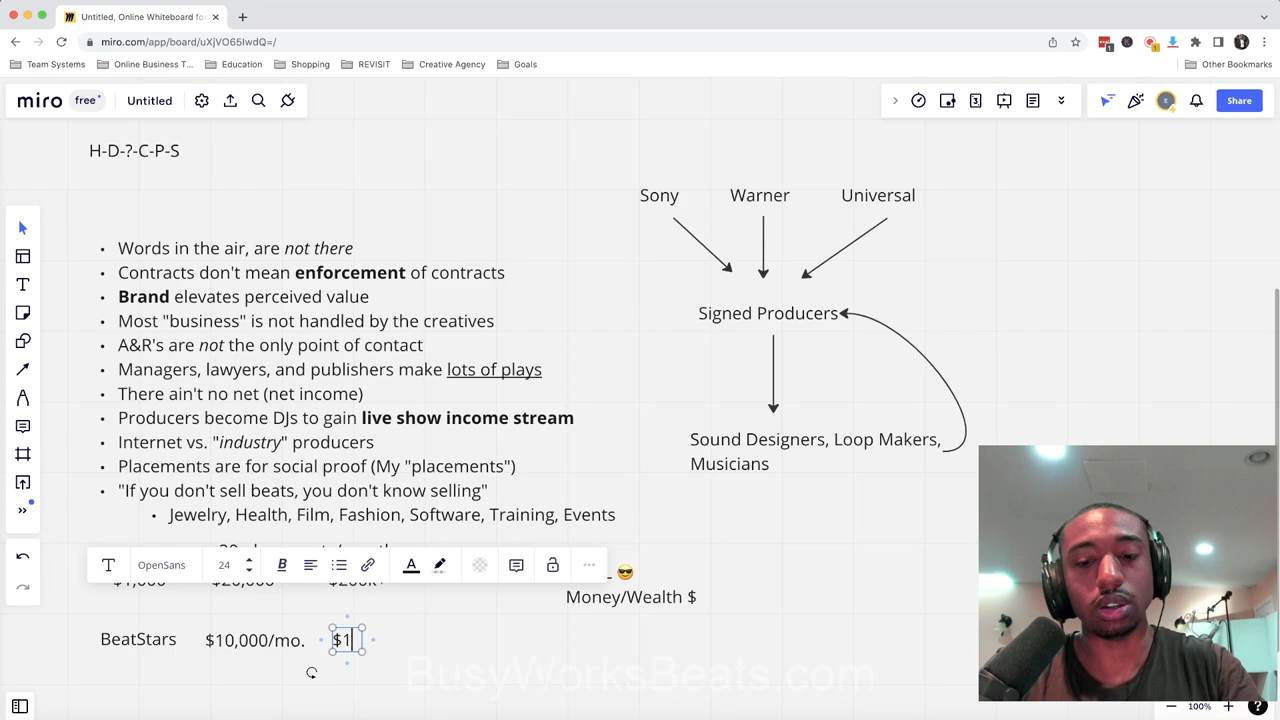 Untitled, Online Whiteboard for
miro.com/app/board/uXjVO65IwdQ=/
Team Systems
Online Business T...
Education
Shopping
REVISIT
Creative Agency
Goals
Other Bookmarks
miro
free
Untitled
3
E
Share
H-D-?-C-P-S
Sony Warner Universal
Signed Producers
Sound Designers, Loop Makers,
Musicians
• Words in the air, are not there
• Contracts don't mean enforcement of contracts
• Brand elevates perceived value
• Most "business" is not handled by the creatives
• A&R's are not the only point of contact
• Managers, lawyers, and publishers make lots of plays
• There ain't no net (net income)
• Producers become DJs to gain live show income stream
• Internet vs. "industry" producers
• Placements are for social proof (My "placements")
• "If you don't sell beats, you don't know selling"
• Jewelry, Health, Film, Fashion, Software, Training, Events
OpenSans
24
B
A
😎
Money/Wealth $
BeatStars $10,000/mo. $1
BusyWorksBeats.com
100%
?